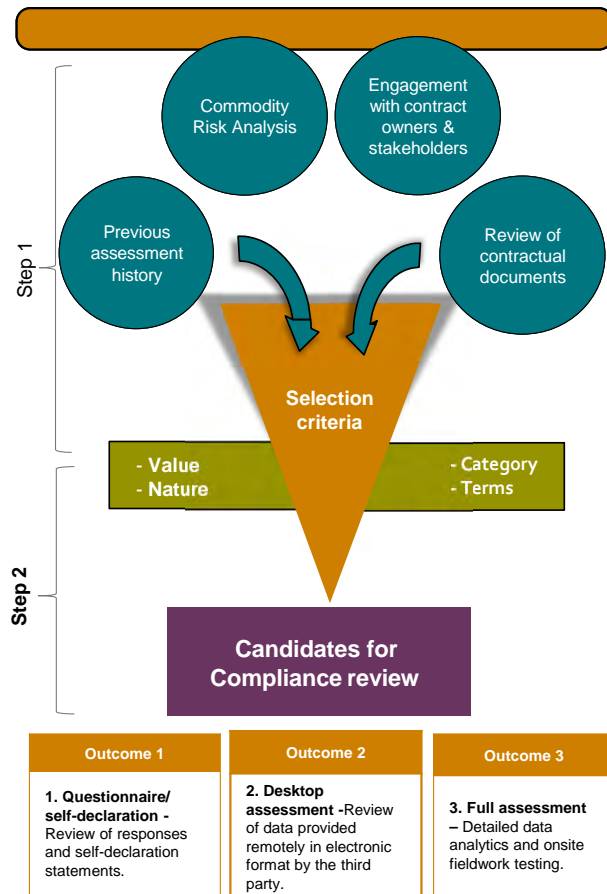 Step 1
Commodity
Risk Analysis
Engagement
with contract
owners &
stakeholders
Previous
assessment
history
Review of
contractual
documents
Selection
criteria
- Value
- Nature
- Category
- Terms
Step 2
Candidates for
Compliance review
Outcome 1
1. Questionnaire/
self-declaration -
Review of responses
and self-declaration
statements.
Outcome 2
2. Desktop
assessment -Review
of data provided
remotely in electronic
format by the third
party.
Outcome 3
3. Full assessment
– Detailed data
analytics and onsite
fieldwork testing.